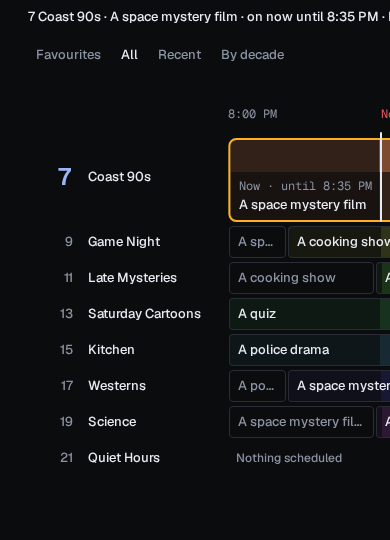 7 Coast 90s · A space mystery film · on now until 8:35 PM ·
Favourites All Recent By decade
8:00 PM
7 Coast 90s
Now · until 8:35 PM
A space mystery film
9 Game Night A sp... A cooking show
11 Late Mysteries A cooking show
13 Saturday Cartoons A quiz
15 Kitchen A police drama
17 Westerns A po... A space
19 Science A space mystery fil...
21 Quiet Hours Nothing scheduled